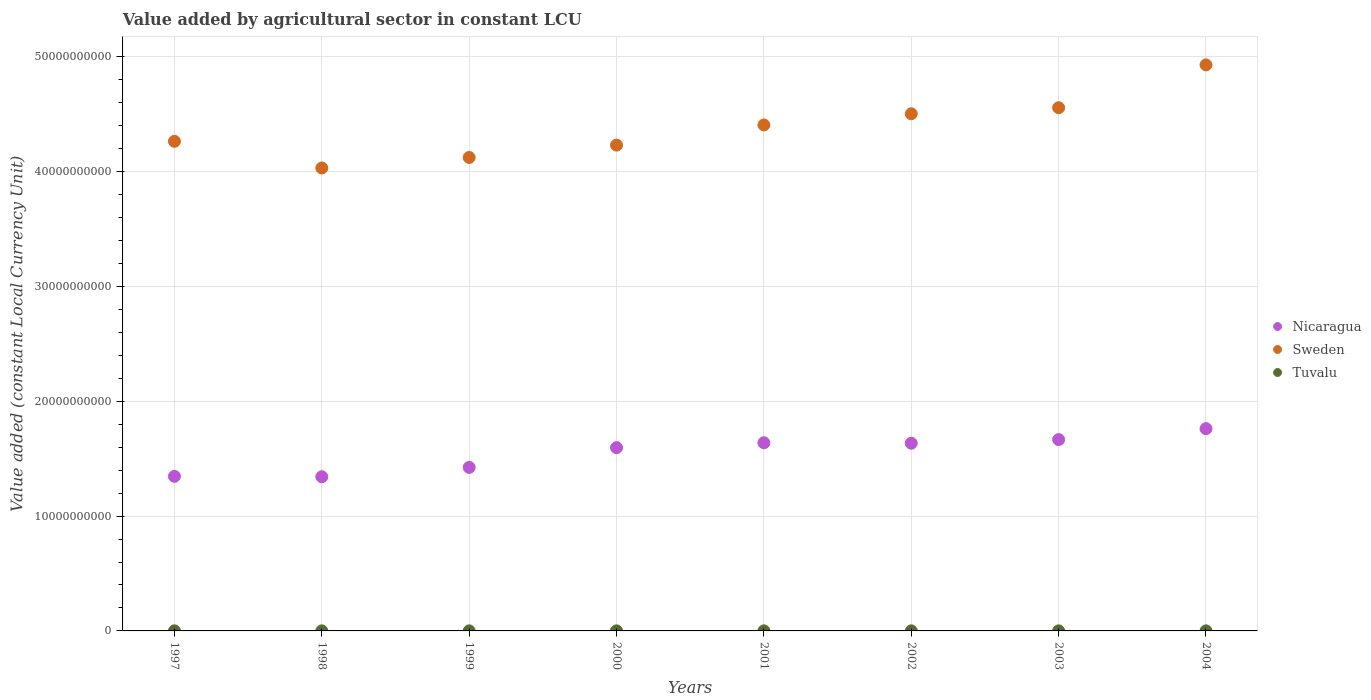 Value added by agricultural sector in constant LCU
Value added (constant Local Currency Unit)
50000000000
40000000000
30000000000
20000000000
10000000000
0
1997
1998
1999
2000
2001
2002
2003
2004
Years
Nicaragua
Sweden
Tuvalu